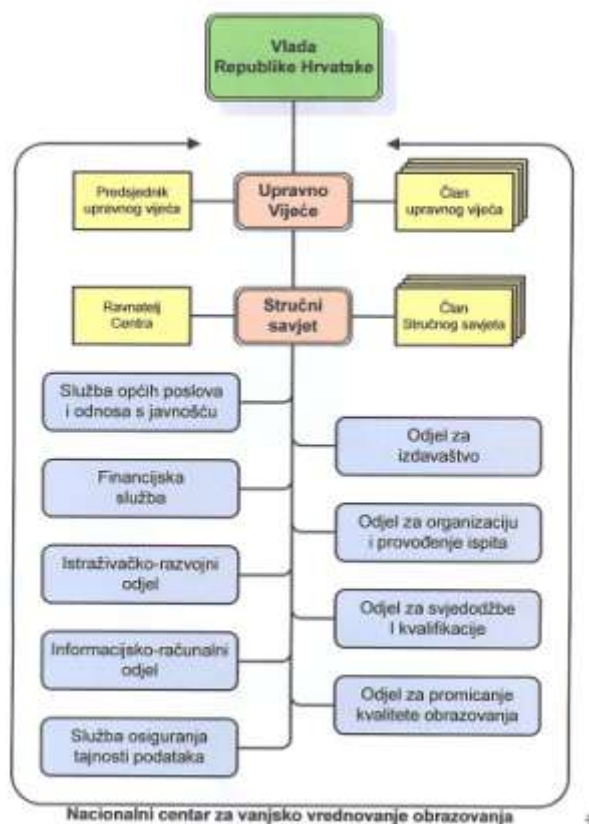 Vlada
Republike Hrvatske
Predsjednik
upravnog vijeća
Upravno
Vijeće
Član
upravnog vijeća
Ravnatelj
Centra
Stručni
savjet
Član
Stručnog savjeta
Služba općih poslova
i odnosa s javnošću
Odjel za
izdavaštvo
Financijska
služba
Odjel za organizaciju
i provođenje ispita
Istraživačko-razvojni
odjel
Odjel za svjedodžbe
I kvalifikacije
Informacijsko-računalni
odjel
Odjel za promicanje
kvalitete obrazovanja
Služba osiguranja
tajnosti podataka
Nacionalni centar za vanjsko vrednovanje obrazovanja